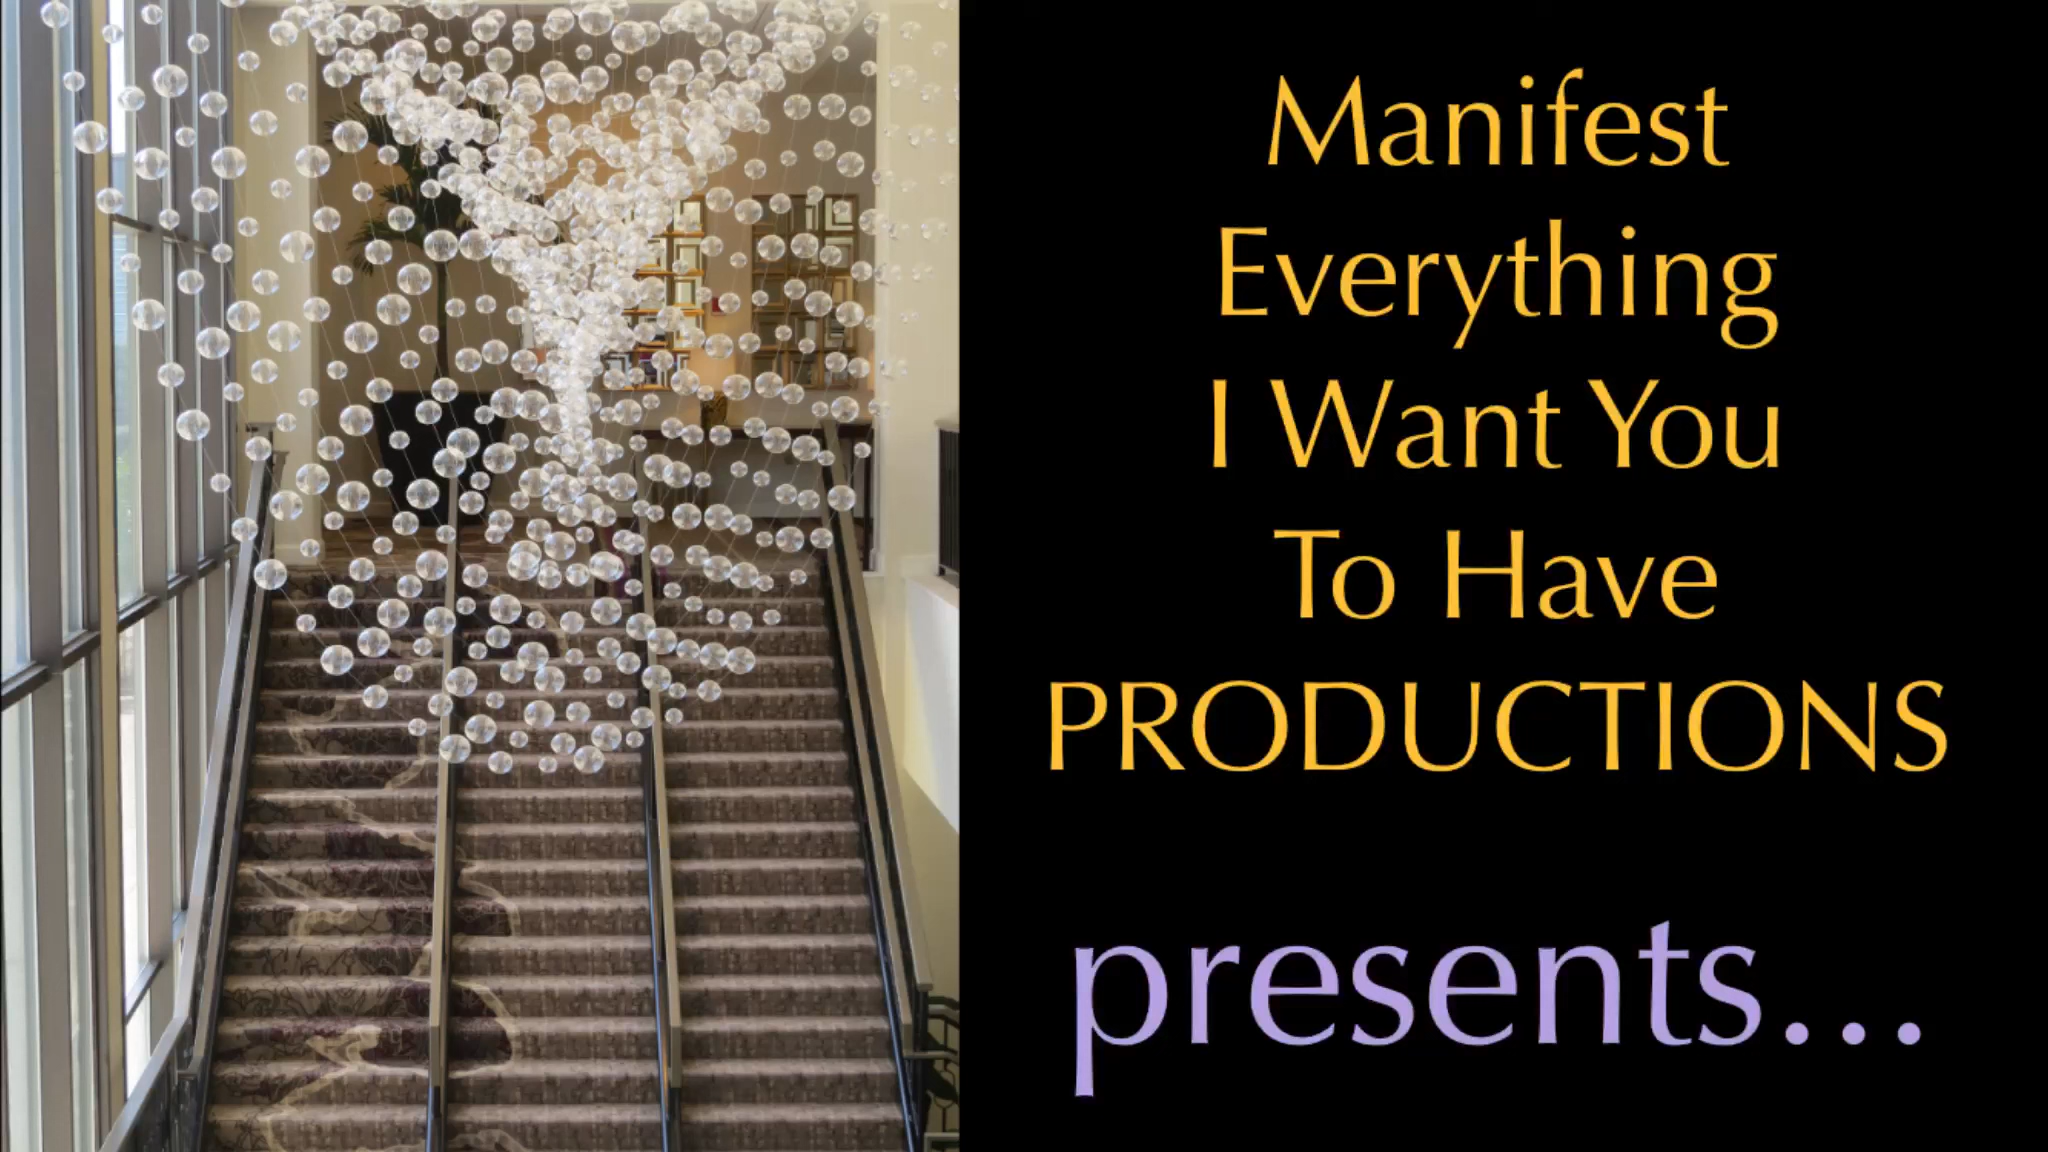 Manifest
Everything
I Want You
To Have
PRODUCTIONS
presents...